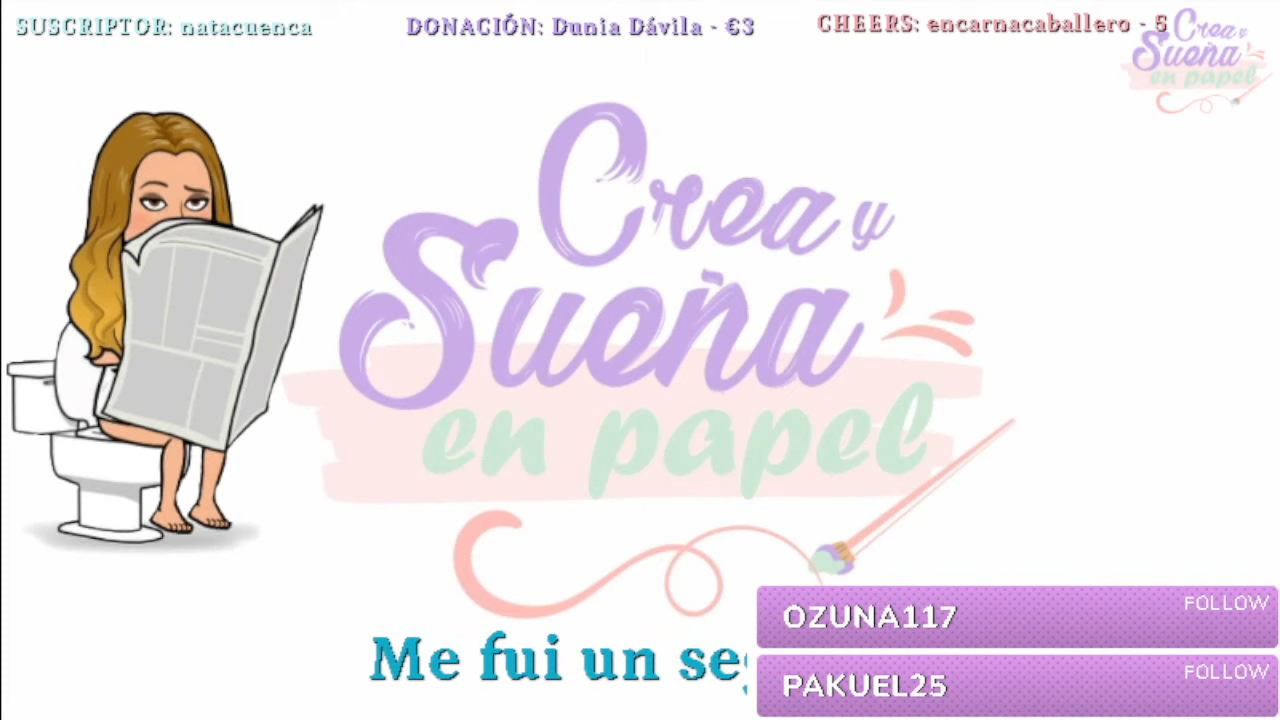 SUSCRIPTOR: natacuenca
DONACIÓN: Dunia Dávila - €3
CHEERS: encarnacaballero - 5
Crea y
Sueña
en papel
Crea y
Sueña
en papel
Me fui un
OZUNA117
FOLLOW
PAKUEL25
FOLLOW